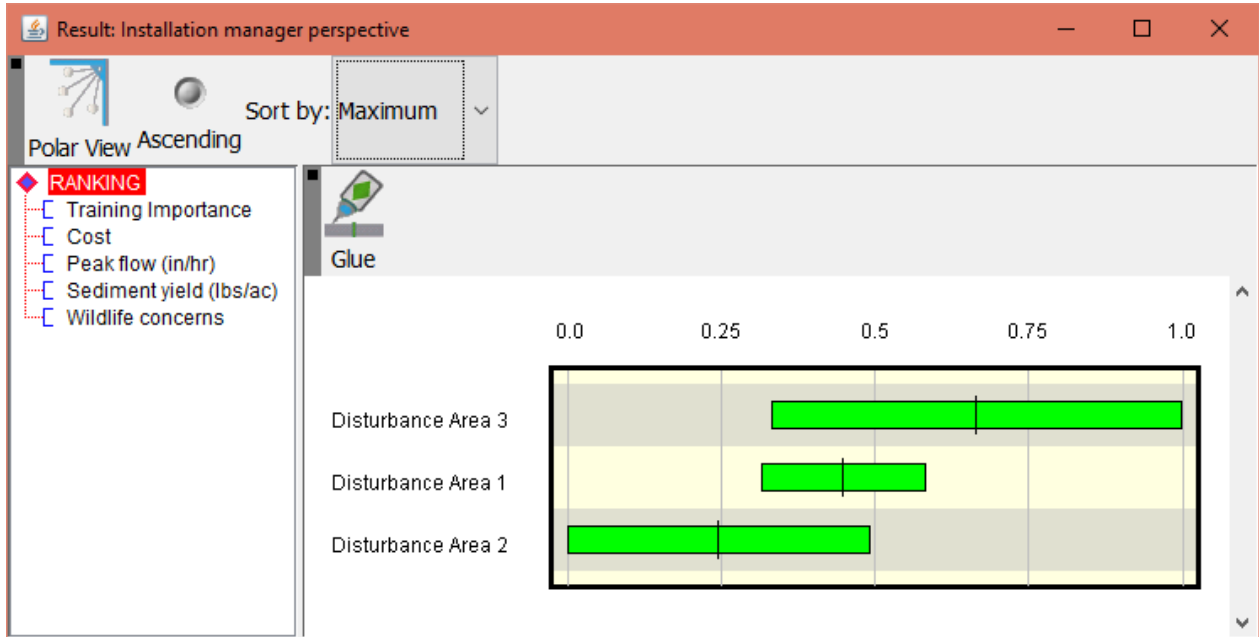 Result: Installation manager perspective
Polar View
Ascending
Sort by: Maximum
RANKING
Training Importance
Cost
Peak flow (in/hr)
Sediment yield (lbs/ac)
Wildlife concerns
Glue
0.0 0.25 0.5 0.75 1.0
Disturbance Area 3
Disturbance Area 1
Disturbance Area 2